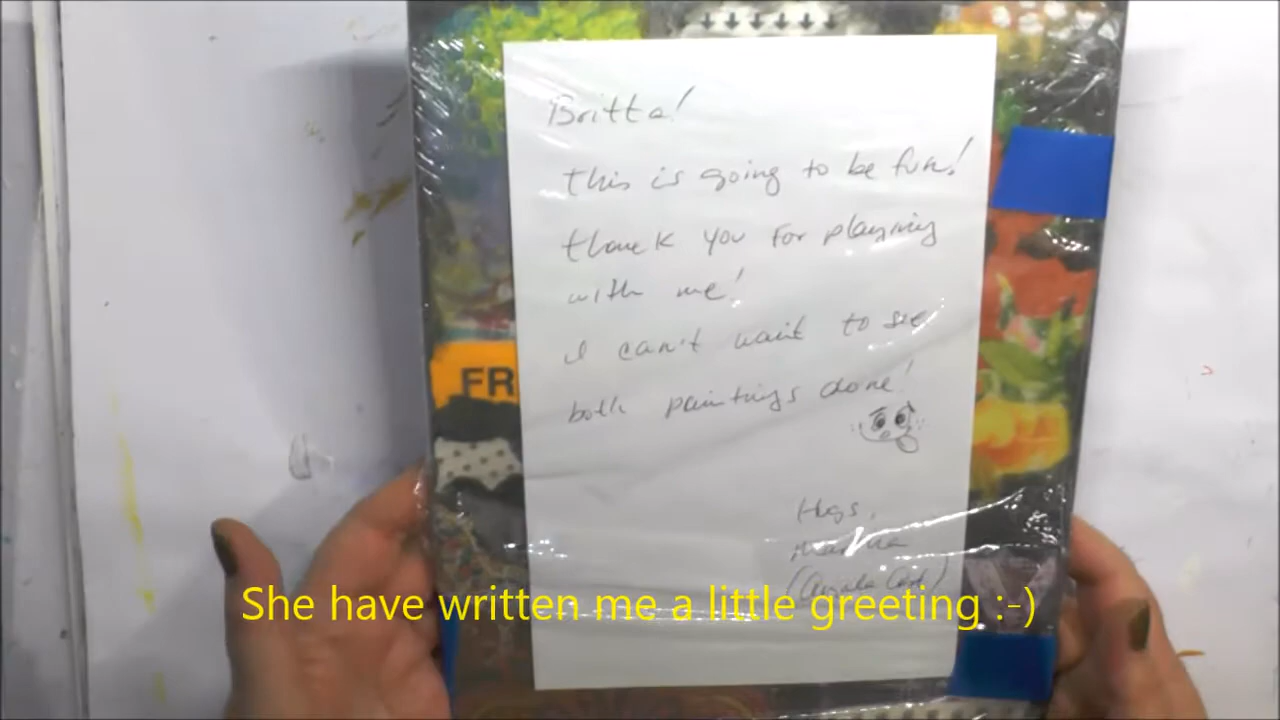 Britta!
this is going to be fun!
thank you for playing
with me!
I can't want to see
FR
both paintings done!
Hugs,
She have written me a little greeting :-)